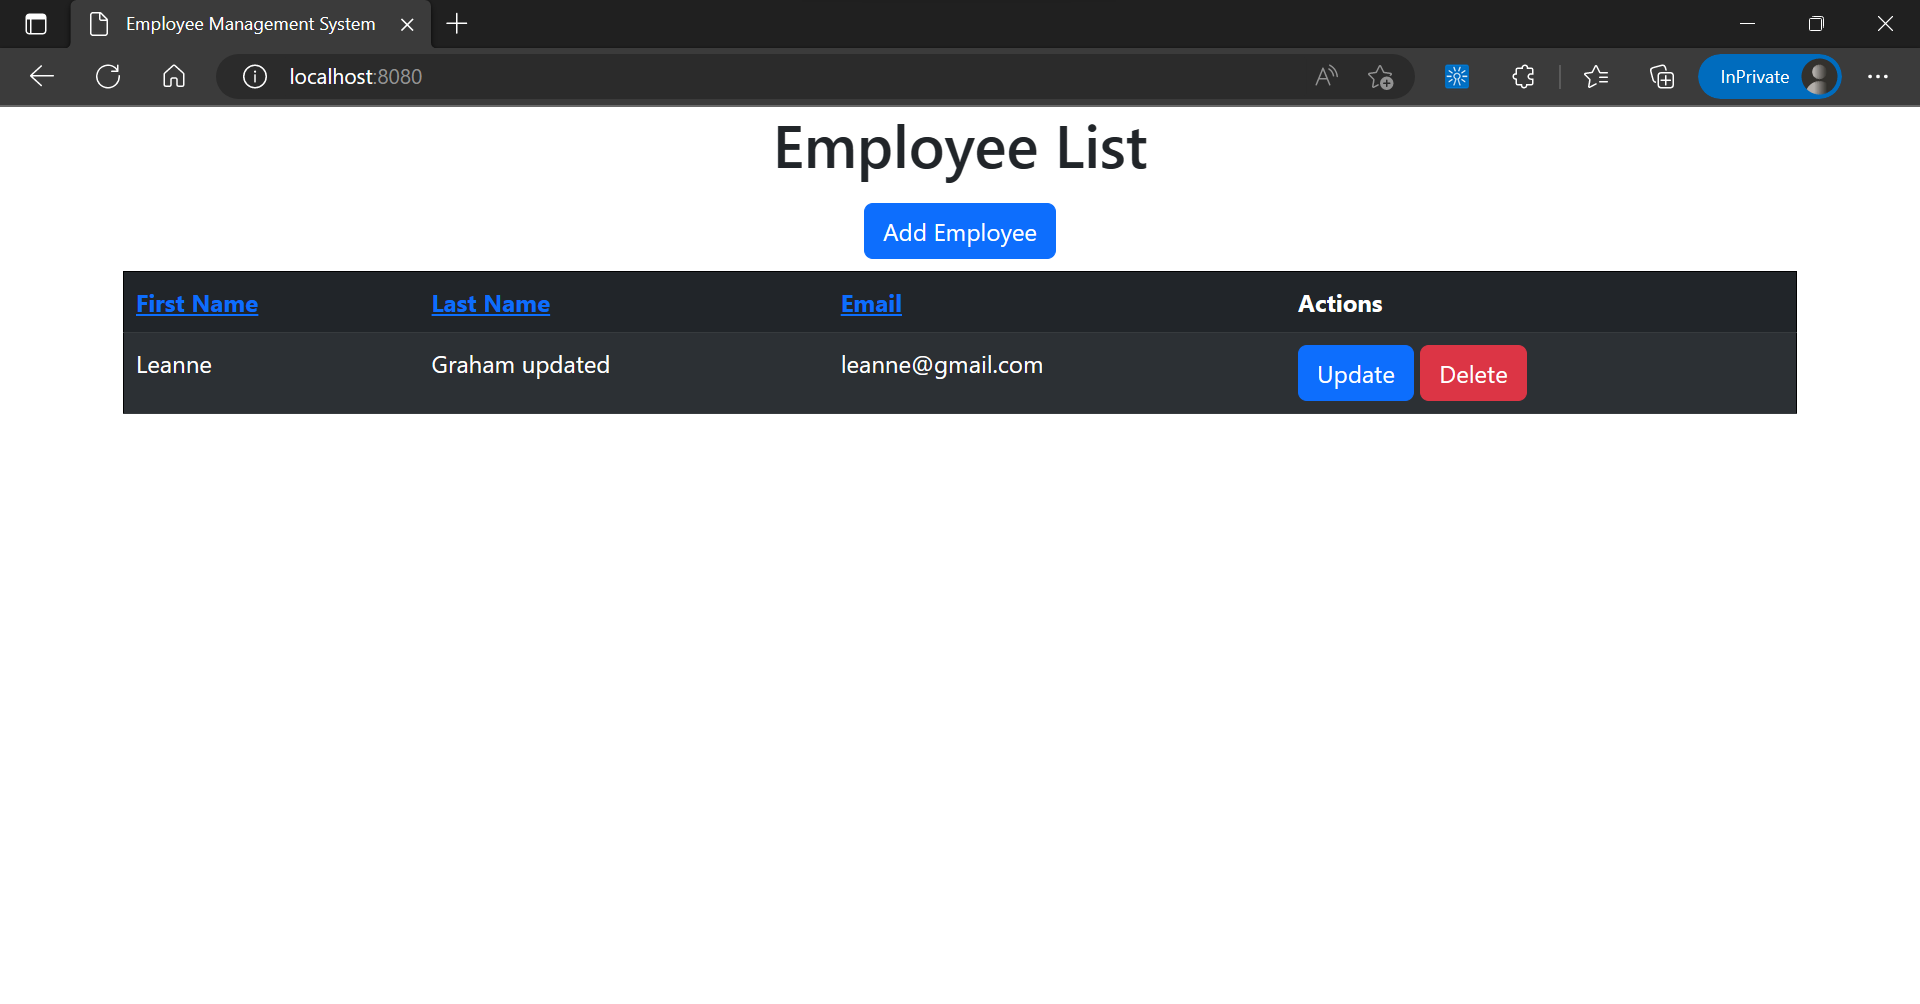 Employee Management System
localhost:8080
InPrivate
Employee List
Add Employee
First Name Last Name Email Actions
Leanne Graham updated leanne@gmail.com Update Delete